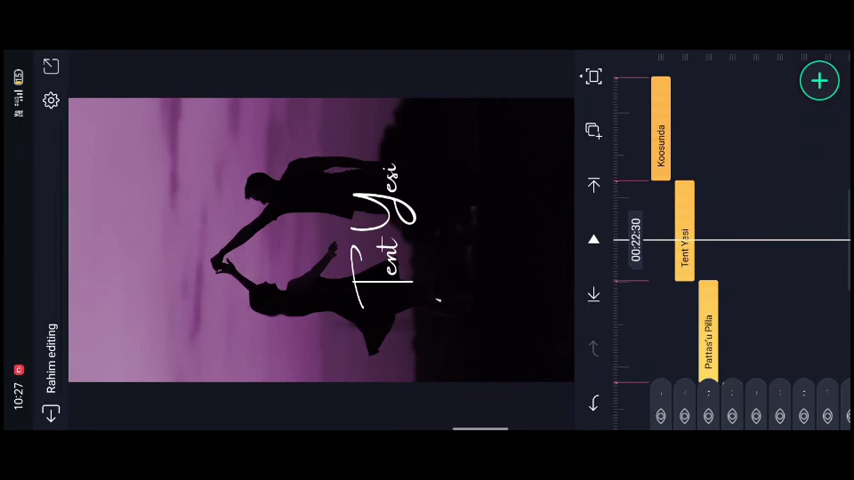 10:27
Rahim editing
Tent Yesi
00:22:30
Koosunda
Tent Yesi
Pattas'u Pilla